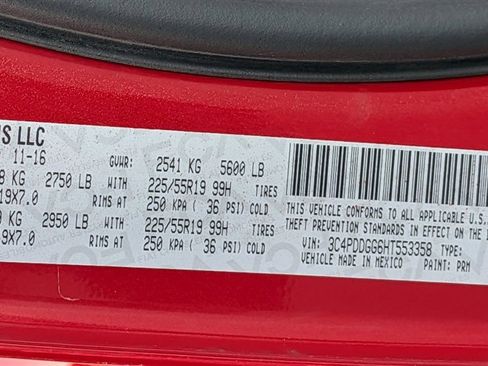 US LLC
11-16 GVWR: 2541 KG 5600 LB
KG 2750 LB WITH 225/55R19 99H TIRES
19X7.0 RIMS AT 250 KPA ( 36 PSI) COLD
KG 2950 LB WITH 225/55R19 99H TIRES
19X7.0 RIMS AT 250 KPA ( 36 PSI) COLD
THIS VEHICLE CONFORMS TO ALL APPLICABLE U.S.
THEFT PREVENTION STANDARDS IN EFFECT ON THE
VIN: 3C4PDDGG6HT553358 TYPE:
VEHICLE MADE IN MEXICO PAINT: PRM